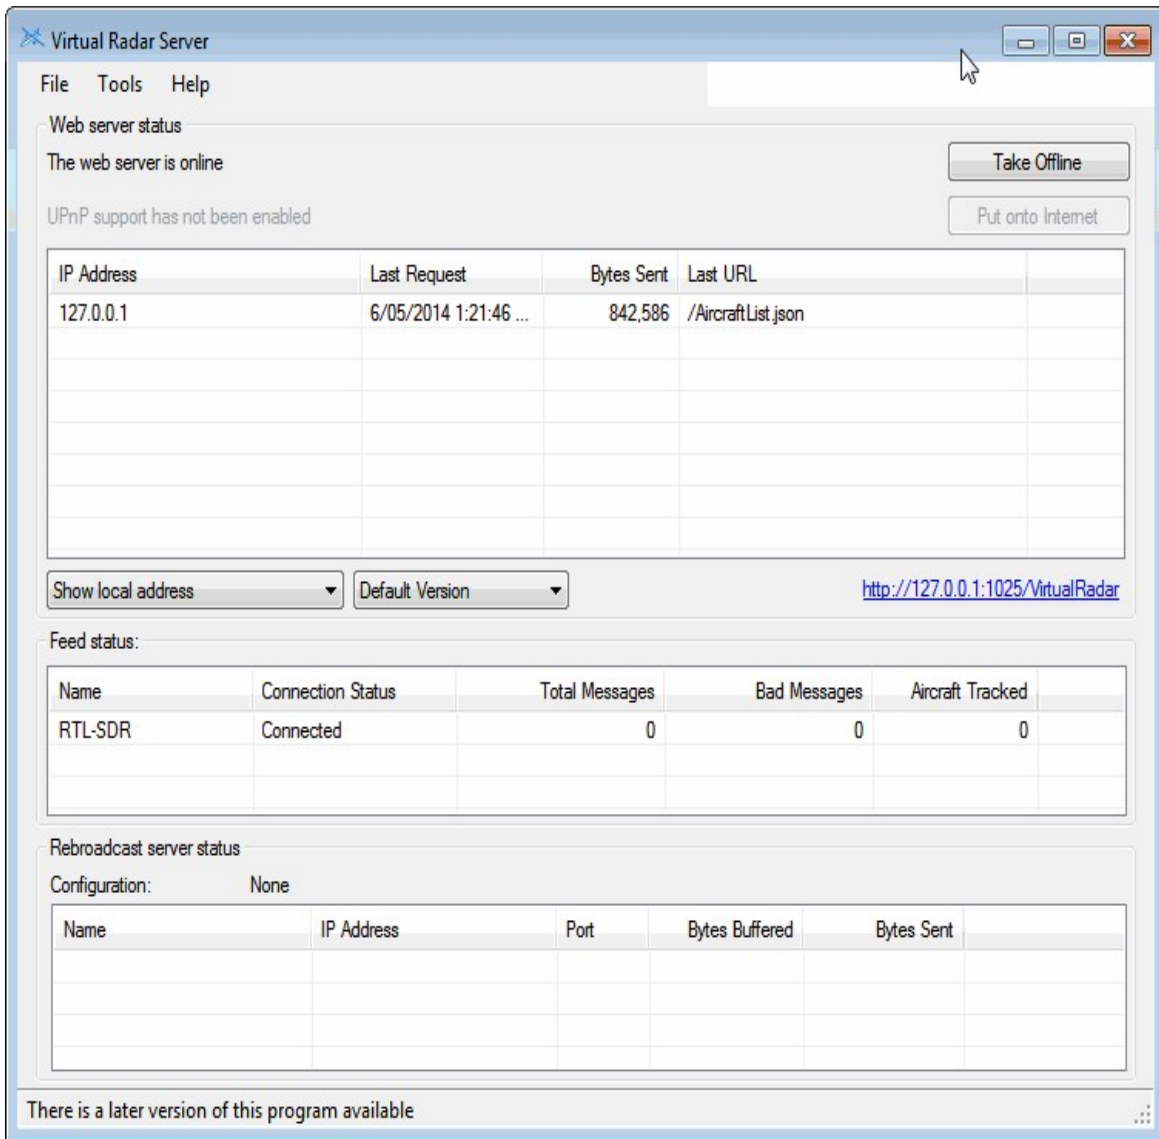 Virtual Radar Server
File Tools Help
Web server status
The web server is online
Take Offline
UPnP support has not been enabled
Put onto Internet
IP Address Last Request Bytes Sent Last URL
127.0.0.1 6/05/2014 1:21:46 ... 842,586 /AircraftList.json
Show local address Default Version http://127.0.0.1:1025/VirtualRadar
Feed status:
Name Connection Status Total Messages Bad Messages Aircraft Tracked
RTL-SDR Connected 0 0 0
Rebroadcast server status
Configuration: None
Name IP Address Port Bytes Buffered Bytes Sent
There is a later version of this program available